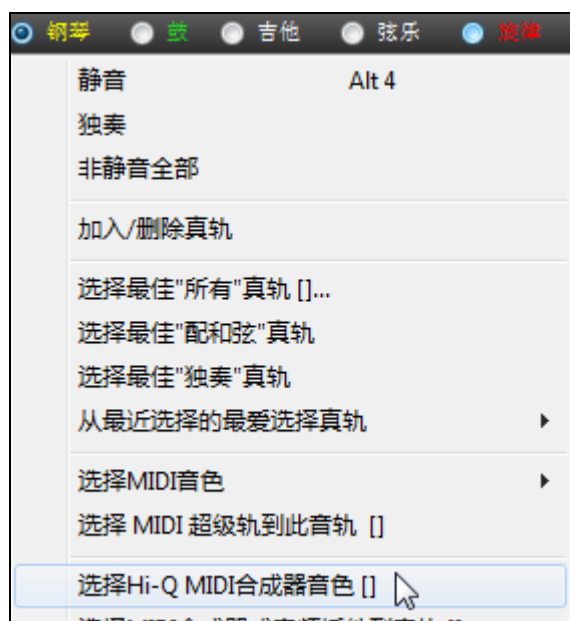 钢琴 鼓 吉他 弦乐 旋律
静音 Alt 4
独奏
非静音全部
加入/删除真轨
选择最佳"所有"真轨 []...
选择最佳"配和弦"真轨
选择最佳"独奏"真轨
从最近选择的最爱选择真轨
选择MIDI音色
选择 MIDI 超级轨到此音轨 []
选择Hi-Q MIDI合成器音色 []